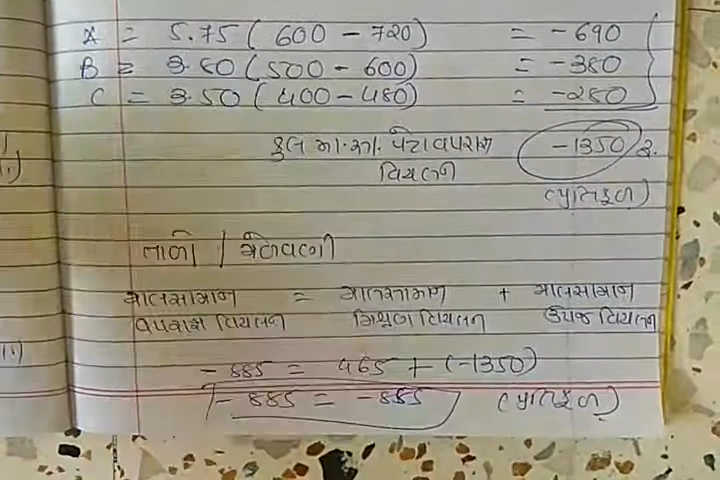 A = 5.75 ( 600 - 720 ) = - 690
B = 3.80 (500 - 600) = - 380
C = 3.50 (400 - 480) = - 280
કુલ મા.સા. પેટા વપરાશ - 1350 રૂ.
વિચલન (પ્રતિકૂળ)
તાળો / મેળવણી
માલસામાન = માલસામાન + માલસામાન
વપરાશ વિચલન મિશ્રણ વિચલન ઉપજ વિચલન
- 885 = 465 + (-1350)
- 885 = - 885 (પ્રતિકૂળ)